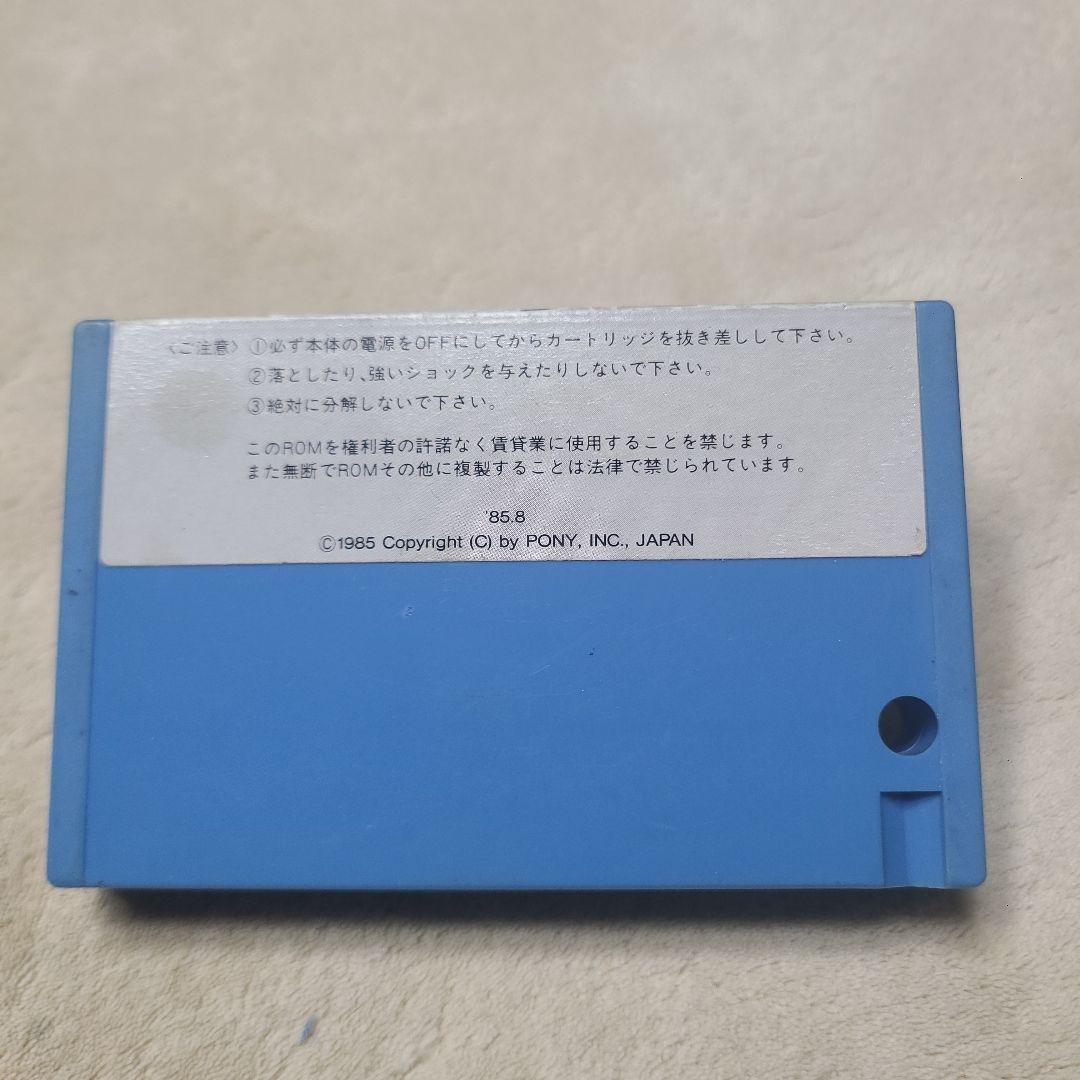 〈ご注意〉①必ず本体の電源をOFFにしてからカートリッジを抜き差しして下さい。
②落としたり、強いショックを与えたりしないで下さい。
③絶対に分解しないで下さい。
このROMを権利者の許諾なく賃貸業に使用することを禁じます。
また無断でROMその他に複製することは法律で禁じられています。
'85.8
©1985 Copyright (C) by PONY, INC., JAPAN